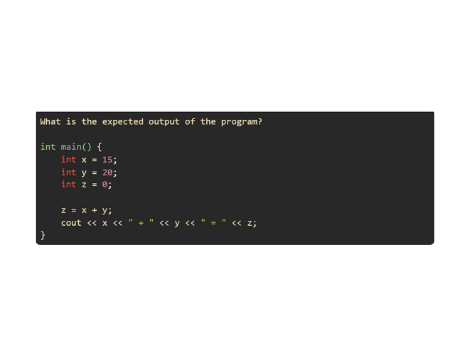 What is the expected output of the program?
int main() {
int x = 15;
int y = 20;
int z = 0;
z = x + y;
cout << x << " + " << y << " = " << z;
}